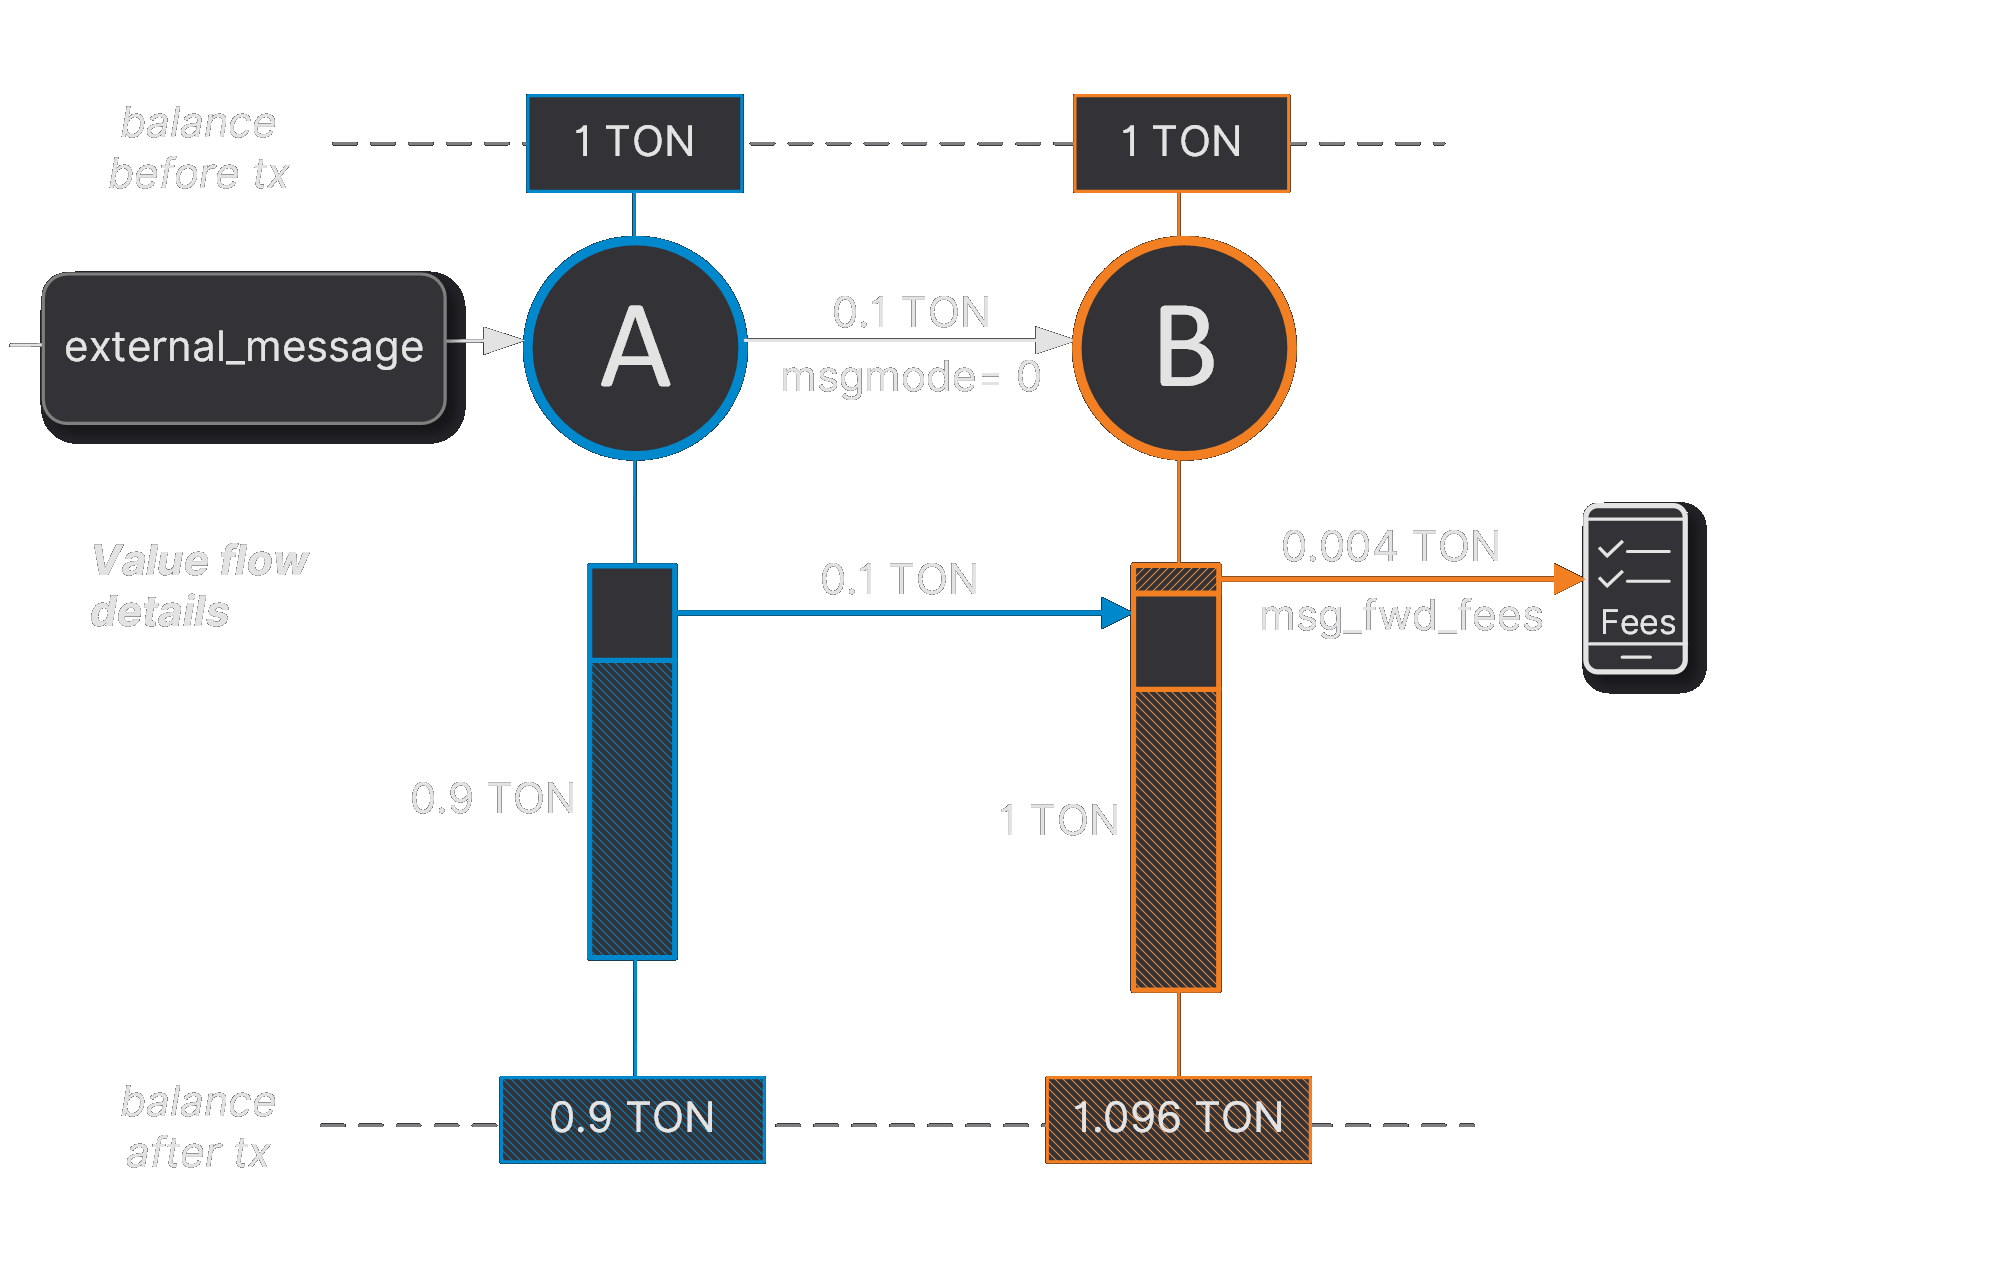 balance
before tx
1 TON
1 TON
external_message
A
0.1 TON
msgmode= 0
B
Value flow
details
0.1 TON
0.004 TON
msg_fwd_fees
Fees
0.9 TON
1 TON
balance
after tx
0.9 TON
1.096 TON